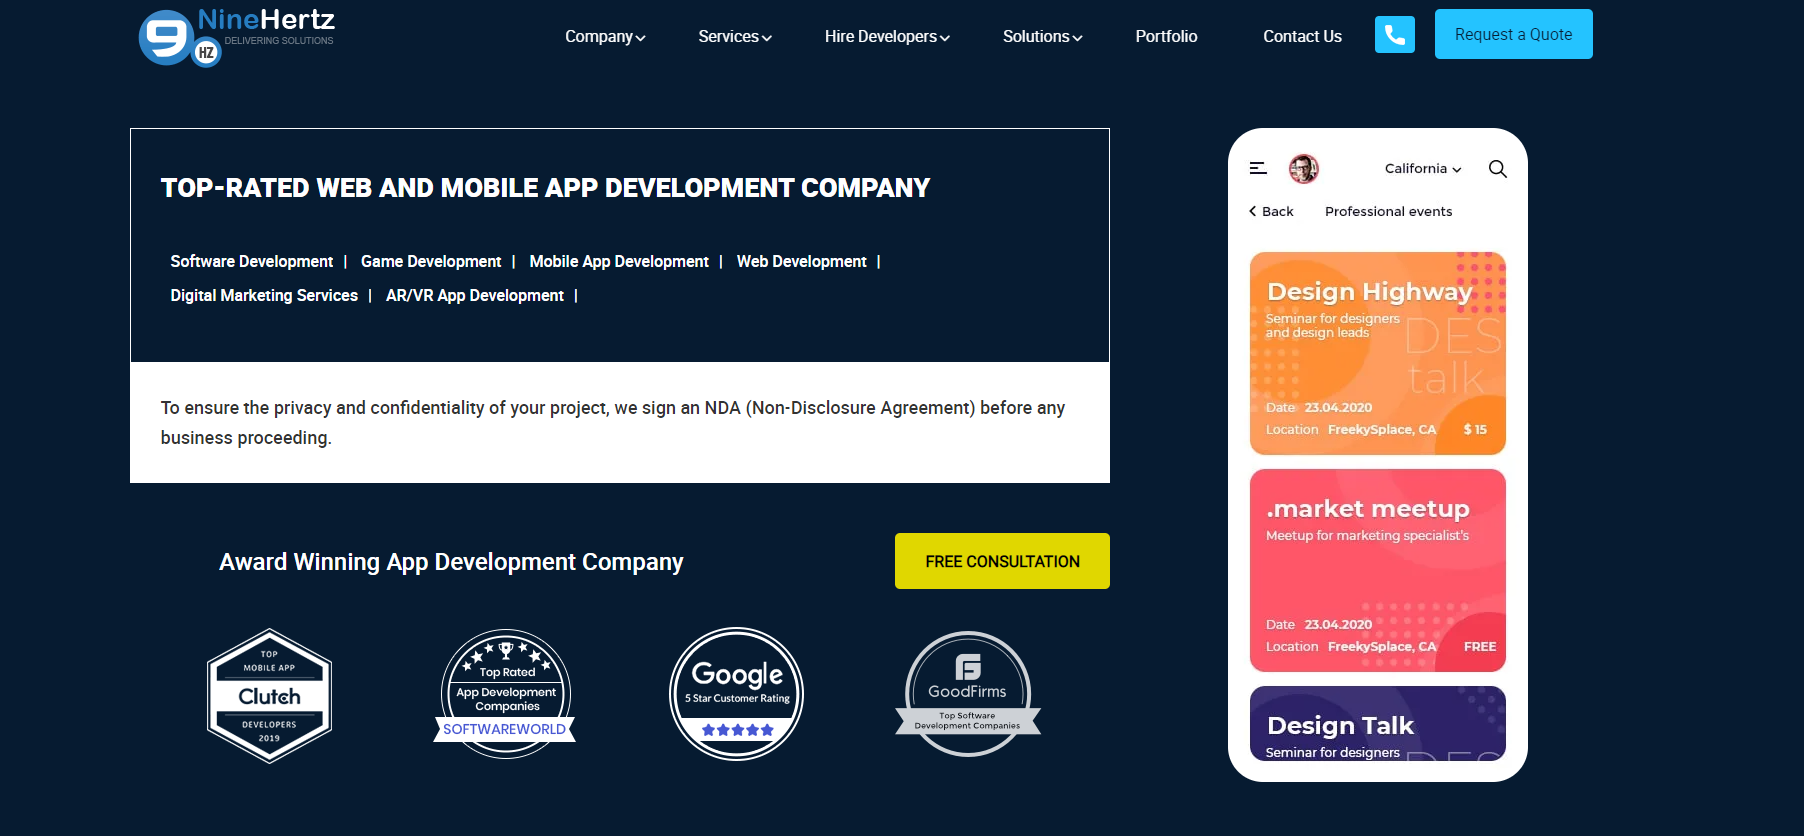 9 HZ NineHertz
DELIVERING SOLUTIONS
Company Services Hire Developers Solutions Portfolio Contact Us Request a Quote
TOP-RATED WEB AND MOBILE APP DEVELOPMENT COMPANY
Software Development | Game Development | Mobile App Development | Web Development |
Digital Marketing Services | AR/VR App Development |
To ensure the privacy and confidentiality of your project, we sign an NDA (Non-Disclosure Agreement) before any
business proceeding.
Award Winning App Development Company
FREE CONSULTATION
TOP
MOBILE APP
Clutch
DEVELOPERS
2019
Top Rated
App Development
Companies
SOFTWAREWORLD
Google
5 Star Customer Rating
GF
GoodFirms
Top Software
Development Companies
California
Back Professional events
Design Highway
Seminar for designers
and design leads
DES
talk
Date 23.04.2020
Location FreekySplace, CA $ 15
.market meetup
Meetup for marketing specialist's
Date 23.04.2020
Location FreekySplace, CA FREE
Design Talk
Seminar for designers
DES